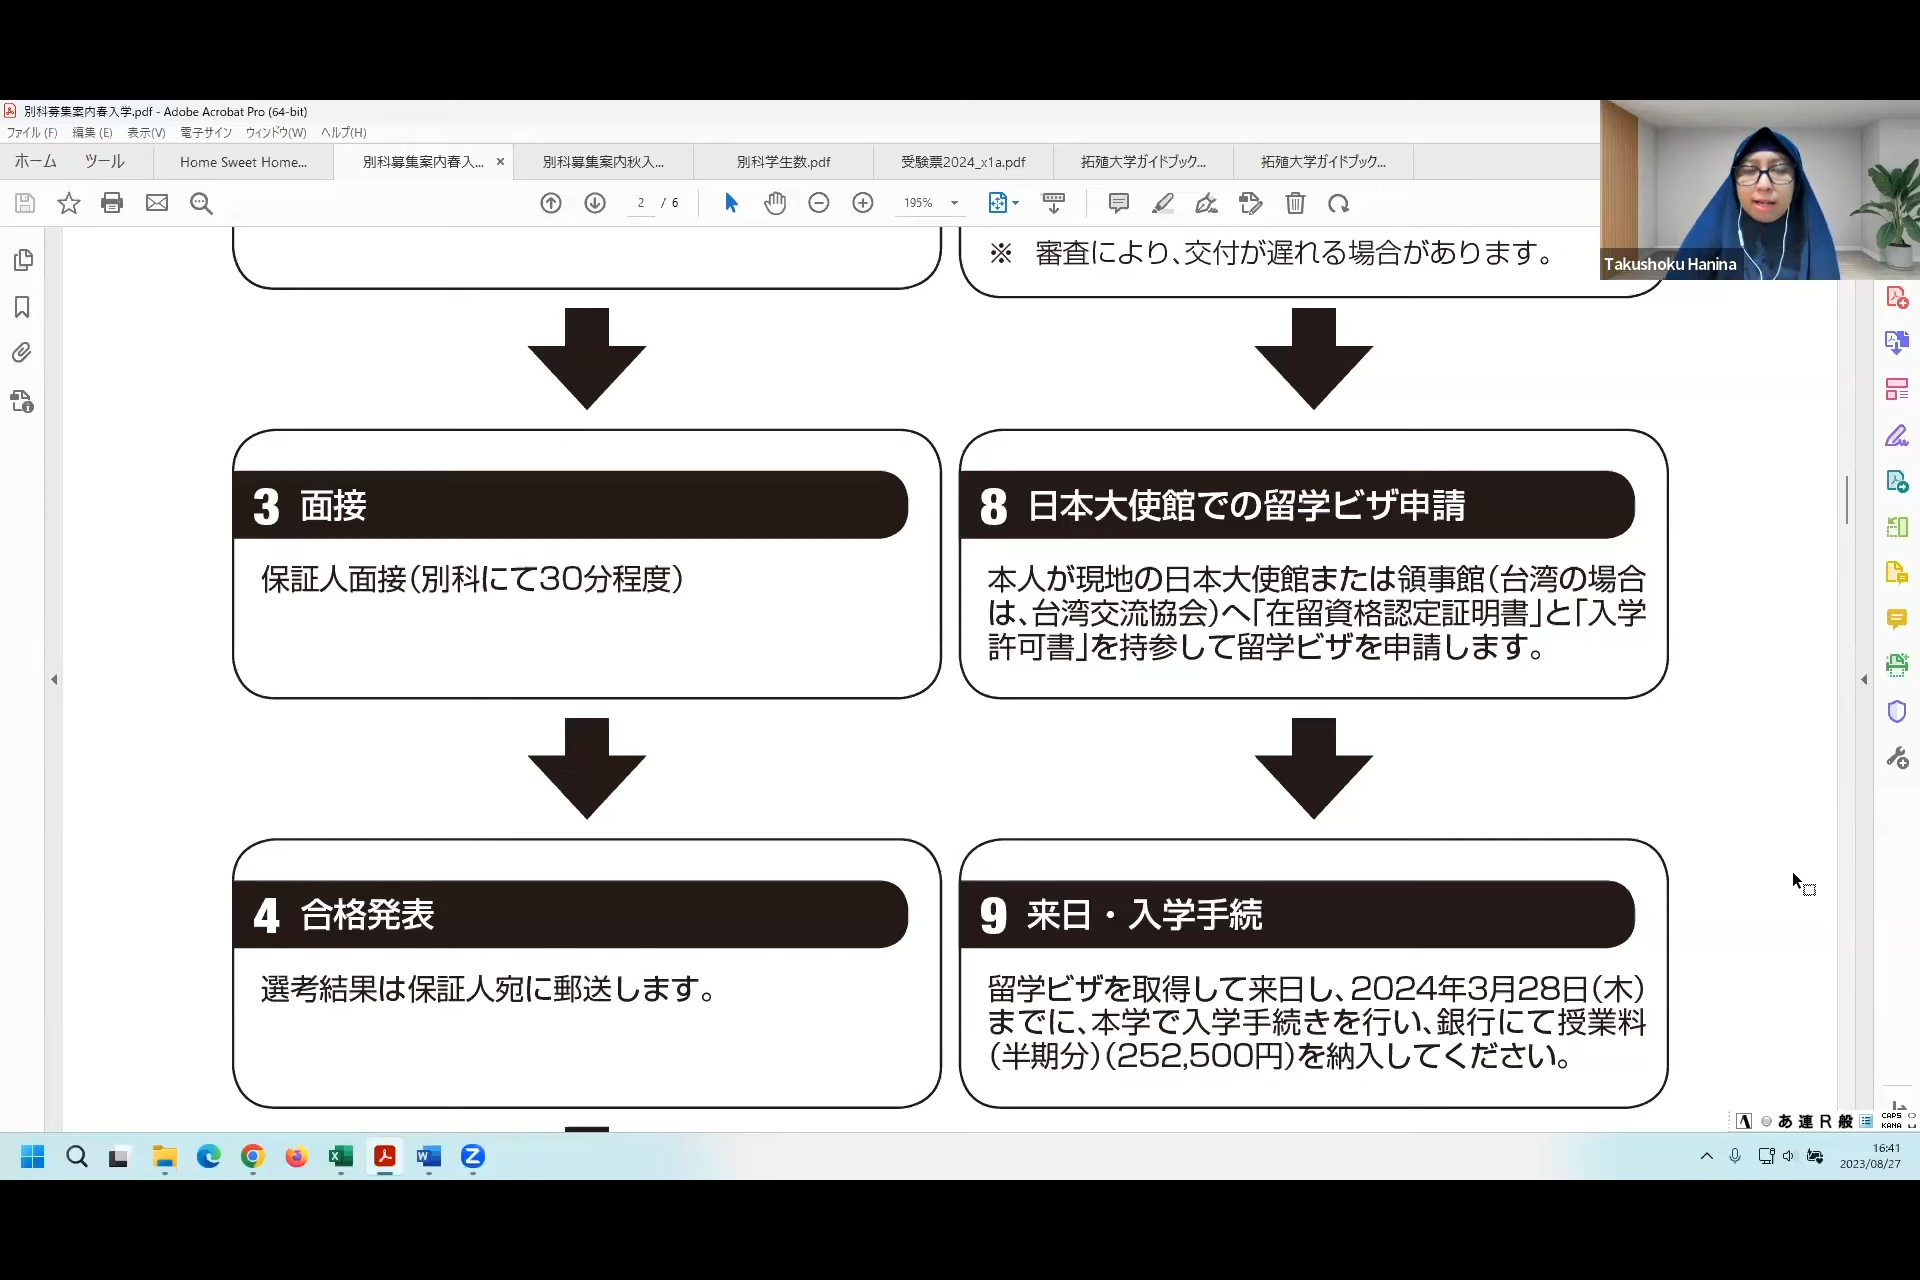 別科募集案内春入学.pdf - Adobe Acrobat Pro (64-bit)
ファイル(F) 編集(E) 表示(V) 電子サイン ウィンドウ(W) ヘルプ(H)
ホーム ツール Home Sweet Home... 別科募集案内春入... × 別科募集案内秋入... 別科学生数.pdf 受験票2024_x1a.pdf 拓殖大学ガイドブック... 拓殖大学ガイドブック...
2 / 6 195%
Takushoku Hanina
※ 審査により、交付が遅れる場合があります。
3 面接
保証人面接(別科にて30分程度)
8 日本大使館での留学ビザ申請
本人が現地の日本大使館または領事館(台湾の場合
は、台湾交流協会)へ「在留資格認定証明書」と「入学
許可書」を持参して留学ビザを申請します。
4 合格発表
選考結果は保証人宛に郵送します。
9 来日・入学手続
留学ビザを取得して来日し、2024年3月28日(木)
までに、本学で入学手続きを行い、銀行にて授業料
(半期分)(252,500円)を納入してください。
A あ 連 R 般 CAPS
KANA
16:41
2023/08/27